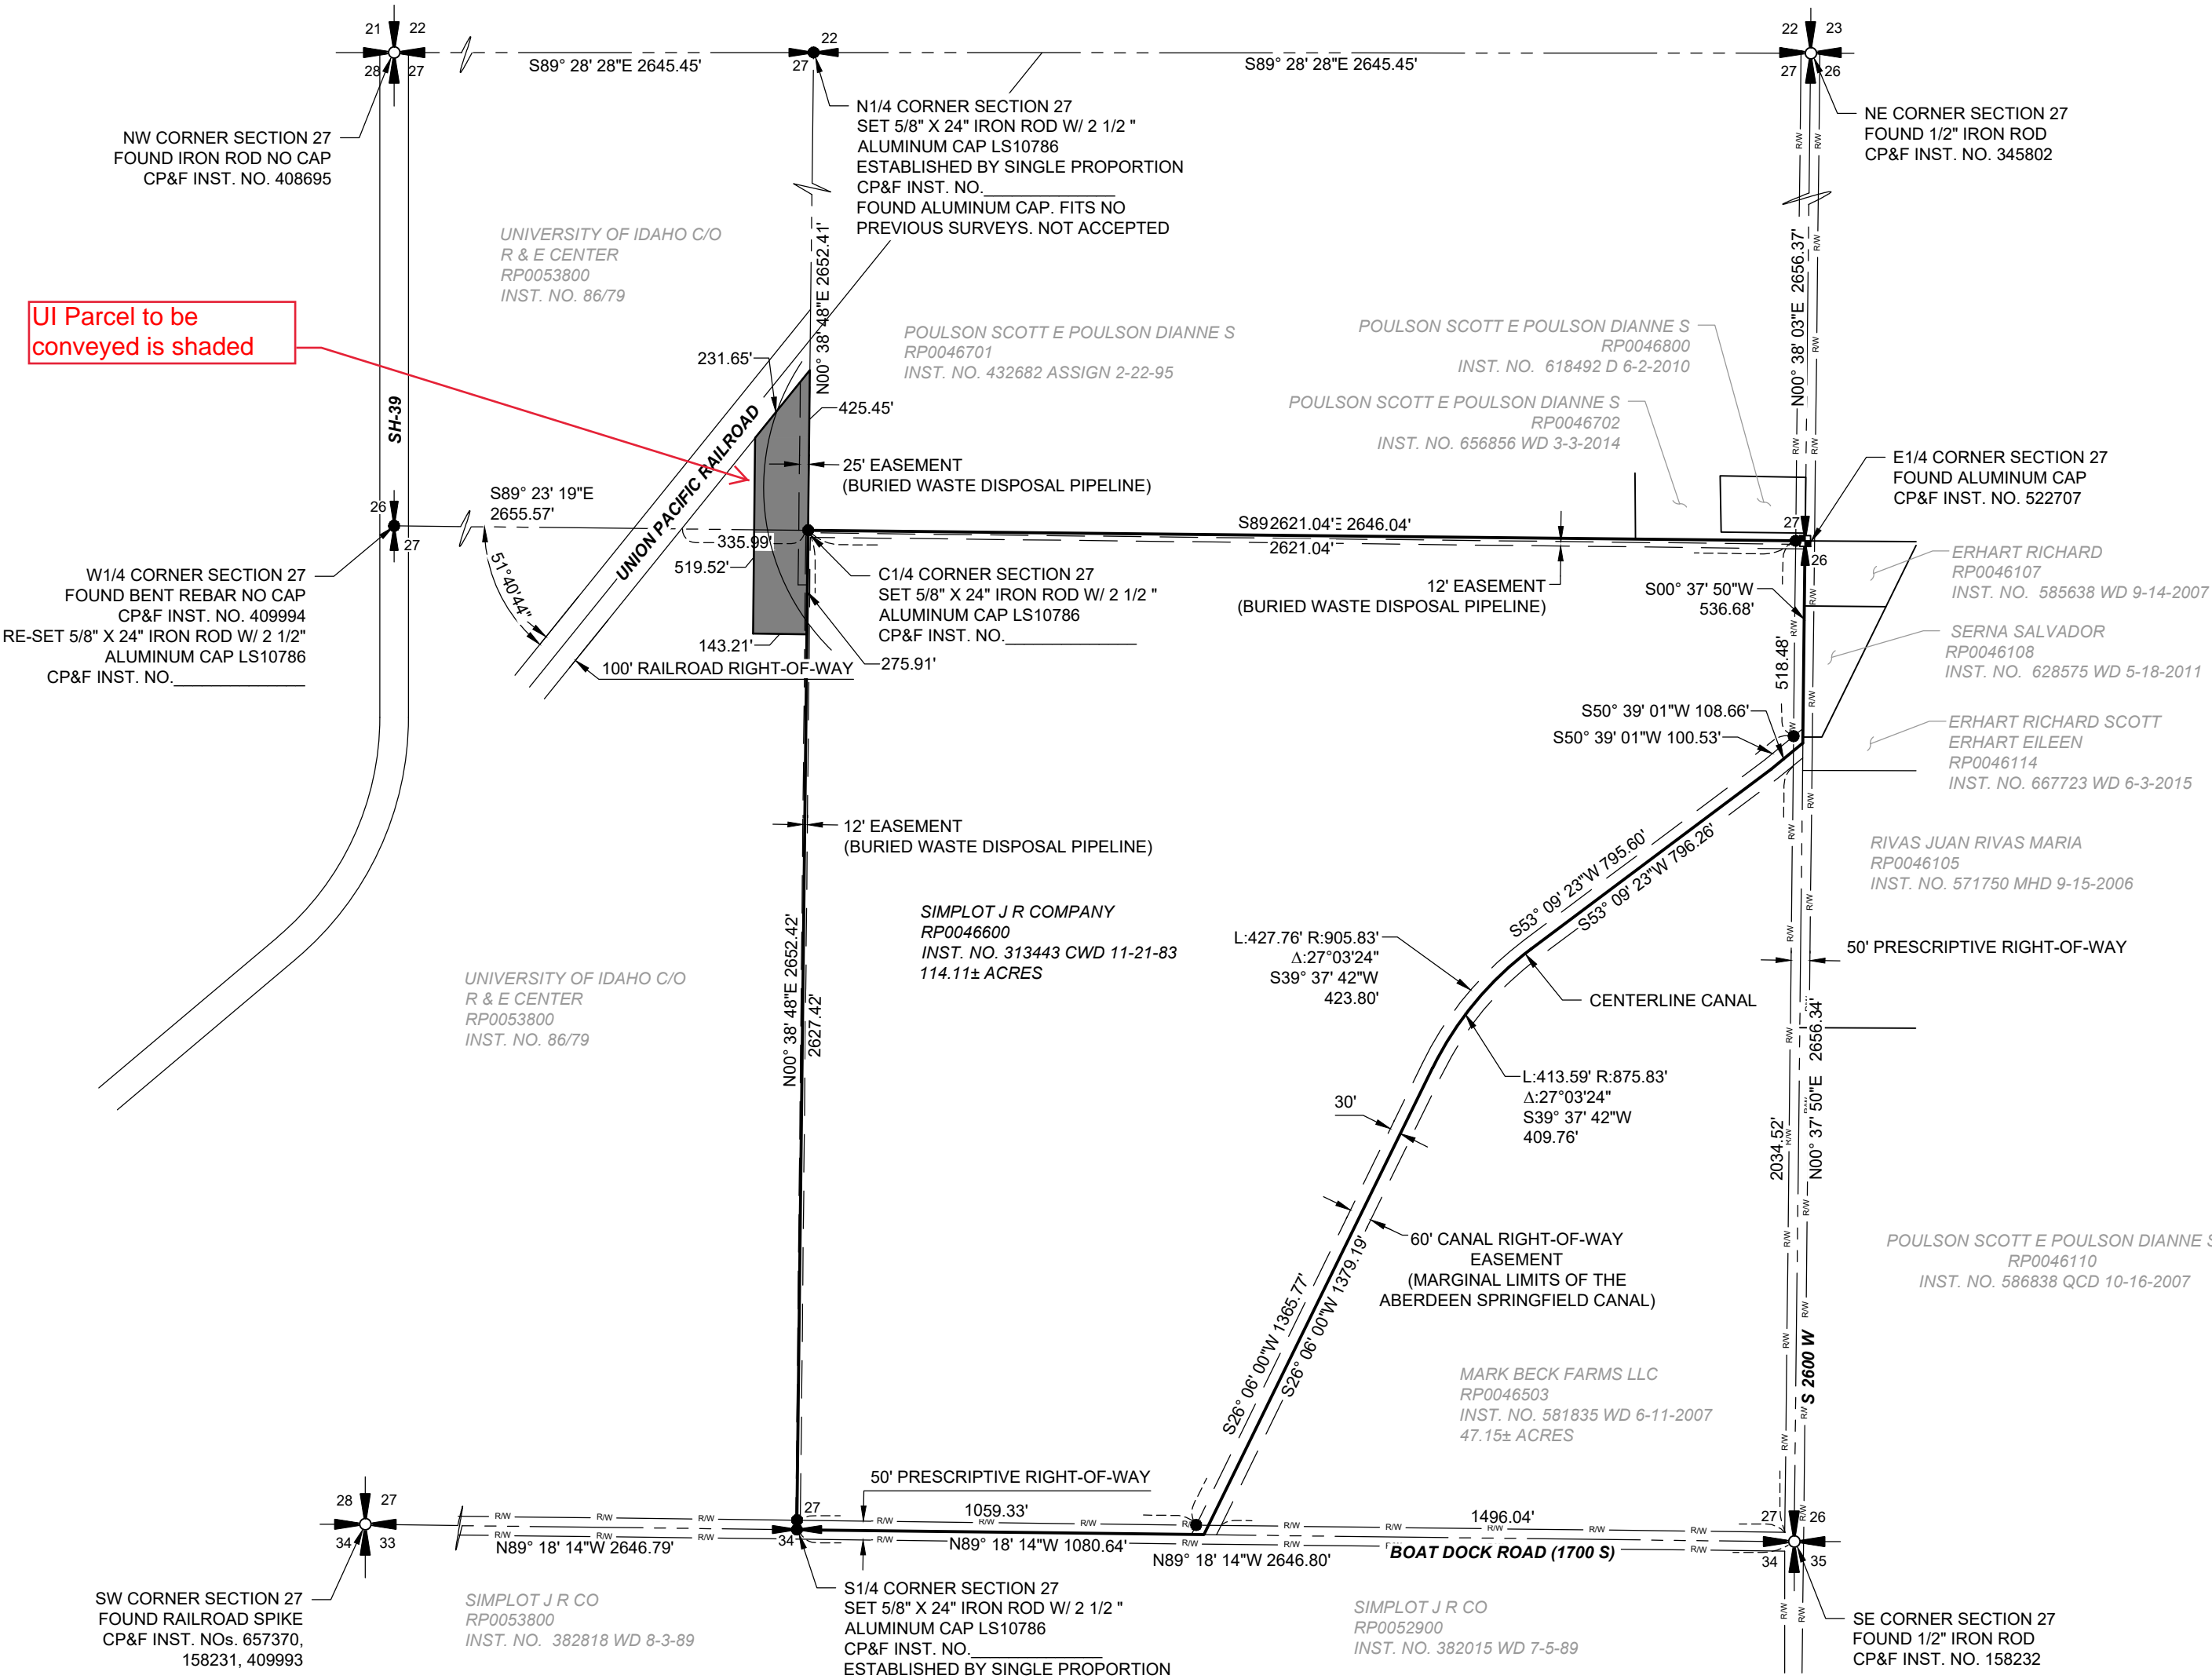 21 22
28 27
S89° 28' 28"E 2645.45'
22
27
S89° 28' 28"E 2645.45'
22 23
27 26
NW CORNER SECTION 27
FOUND IRON ROD NO CAP
CP&F INST. NO. 408695
N1/4 CORNER SECTION 27
SET 5/8" X 24" IRON ROD W/ 2 1/2 "
ALUMINUM CAP LS10786
ESTABLISHED BY SINGLE PROPORTION
CP&F INST. NO.______________
FOUND ALUMINUM CAP. FITS NO
PREVIOUS SURVEYS. NOT ACCEPTED
NE CORNER SECTION 27
FOUND 1/2" IRON ROD
CP&F INST. NO. 345802
UNIVERSITY OF IDAHO C/O
R & E CENTER
RP0053800
INST. NO. 86/79
N00° 38' 48"E 2652.41'
N00° 38' 03"E 2656.37'
UI Parcel to be
conveyed is shaded
SH-39
231.65'
UNION PACIFIC RAILROAD
425.45'
POULSON SCOTT E POULSON DIANNE S
RP0046701
INST. NO. 432682 ASSIGN 2-22-95
POULSON SCOTT E POULSON DIANNE S
RP0046800
INST. NO. 618492 D 6-2-2010
POULSON SCOTT E POULSON DIANNE S
RP0046702
INST. NO. 656856 WD 3-3-2014
25' EASEMENT
(BURIED WASTE DISPOSAL PIPELINE)
E1/4 CORNER SECTION 27
FOUND ALUMINUM CAP
CP&F INST. NO. 522707
26
27
S89° 23' 19"E
2655.57'
51°40'44"
W1/4 CORNER SECTION 27
FOUND BENT REBAR NO CAP
CP&F INST. NO. 409994
RE-SET 5/8" X 24" IRON ROD W/ 2 1/2"
ALUMINUM CAP LS10786
CP&F INST. NO.______________
335.99'
519.52'
143.21'
100' RAILROAD RIGHT-OF-WAY
275.91'
C1/4 CORNER SECTION 27
SET 5/8" X 24" IRON ROD W/ 2 1/2 "
ALUMINUM CAP LS10786
CP&F INST. NO.______________
2621.04'
2646.04'
2621.04'
12' EASEMENT
(BURIED WASTE DISPOSAL PIPELINE)
27
26
S00° 37' 50"W
536.68'
518.48'
ERHART RICHARD
RP0046107
INST. NO. 585638 WD 9-14-2007
SERNA SALVADOR
RP0046108
INST. NO. 628575 WD 5-18-2011
ERHART RICHARD SCOTT
ERHART EILEEN
RP0046114
INST. NO. 667723 WD 6-3-2015
S50° 39' 01"W 108.66'
S50° 39' 01"W 100.53'
12' EASEMENT
(BURIED WASTE DISPOSAL PIPELINE)
S53° 09' 23"W 795.60'
S53° 09' 23"W 796.26'
RIVAS JUAN RIVAS MARIA
RP0046105
INST. NO. 571750 MHD 9-15-2006
50' PRESCRIPTIVE RIGHT-OF-WAY
SIMPLOT J R COMPANY
RP0046600
INST. NO. 313443 CWD 11-21-83
114.11± ACRES
L:427.76' R:905.83'
Δ:27°03'24"
S39° 37' 42"W
423.80'
CENTERLINE CANAL
UNIVERSITY OF IDAHO C/O
R & E CENTER
RP0053800
INST. NO. 86/79
N00° 38' 48"E 2652.42'
2627.42'
L:413.59' R:875.83'
Δ:27°03'24"
S39° 37' 42"W
409.76'
30'
2034.52'
N00° 37' 50"E 2656.34'
60' CANAL RIGHT-OF-WAY
EASEMENT
(MARGINAL LIMITS OF THE
ABERDEEN SPRINGFIELD CANAL)
POULSON SCOTT E POULSON DIANNE S
RP0046110
INST. NO. 586838 QCD 10-16-2007
S26° 06' 00"W 1365.77'
S26° 06' 00"W 1379.19'
S 2600 W
MARK BECK FARMS LLC
RP0046503
INST. NO. 581835 WD 6-11-2007
47.15± ACRES
50' PRESCRIPTIVE RIGHT-OF-WAY
28 27
34 33
27
34
1059.33'
1496.04'
27 26
34 35
N89° 18' 14"W 2646.79'
N89° 18' 14"W 1080.64'
N89° 18' 14"W 2646.80'
BOAT DOCK ROAD (1700 S)
R/W
SW CORNER SECTION 27
FOUND RAILROAD SPIKE
CP&F INST. NOs. 657370,
158231, 409993
SIMPLOT J R CO
RP0053800
INST. NO. 382818 WD 8-3-89
S1/4 CORNER SECTION 27
SET 5/8" X 24" IRON ROD W/ 2 1/2 "
ALUMINUM CAP LS10786
CP&F INST. NO.______________
ESTABLISHED BY SINGLE PROPORTION
SIMPLOT J R CO
RP0052900
INST. NO. 382015 WD 7-5-89
SE CORNER SECTION 27
FOUND 1/2" IRON ROD
CP&F INST. NO. 158232